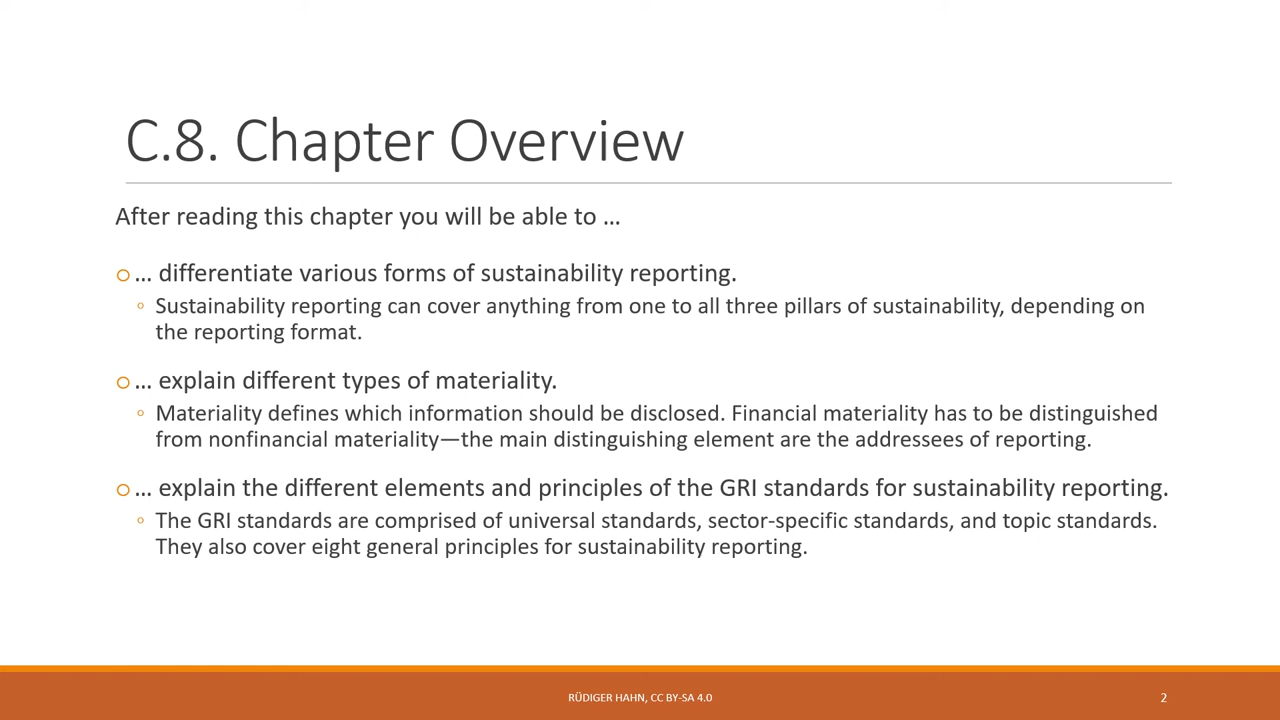 C.8. Chapter Overview
After reading this chapter you will be able to …
o… differentiate various forms of sustainability reporting.
◦ Sustainability reporting can cover anything from one to all three pillars of sustainability, depending on
the reporting format.
o… explain different types of materiality.
◦ Materiality defines which information should be disclosed. Financial materiality has to be distinguished
from nonfinancial materiality—the main distinguishing element are the addressees of reporting.
o… explain the different elements and principles of the GRI standards for sustainability reporting.
◦ The GRI standards are comprised of universal standards, sector-specific standards, and topic standards.
They also cover eight general principles for sustainability reporting.
RÜDIGER HAHN, CC BY-SA 4.0
2